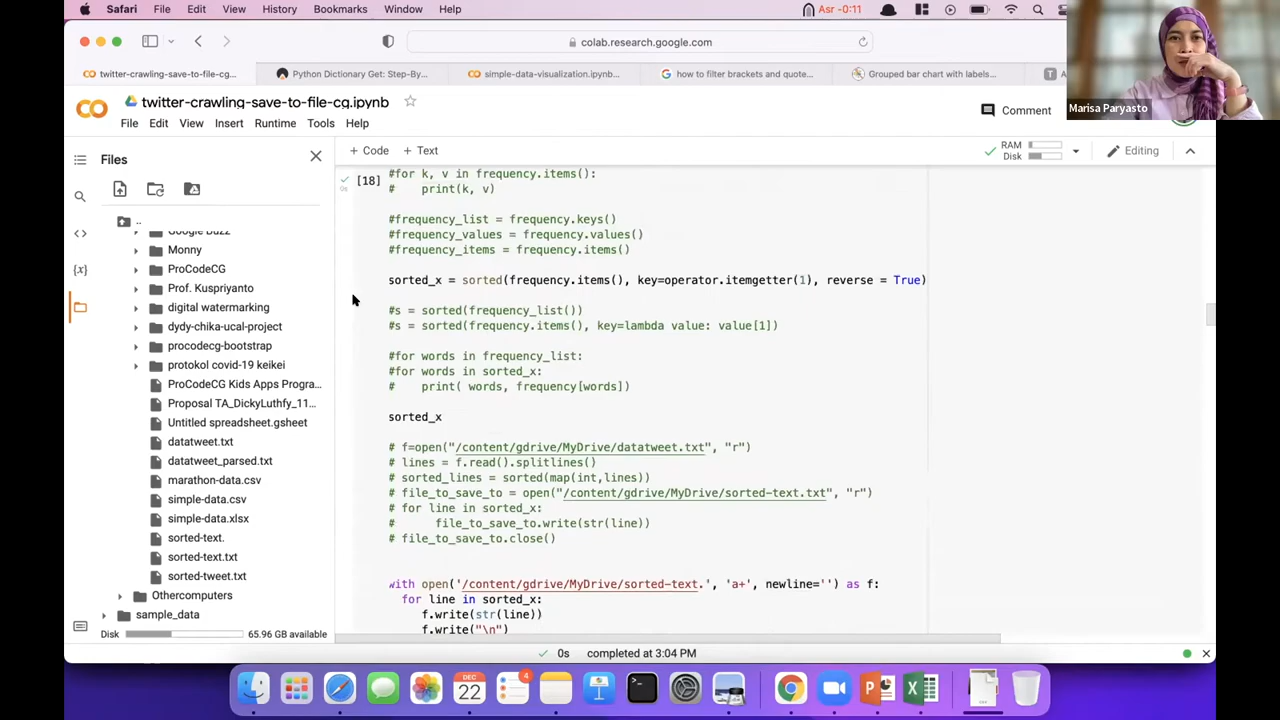 Safari File Edit View History Bookmarks Window Help Asr -0:11
colab.research.google.com
twitter-crawling-save-to-file-cg... Python Dictionary Get: Step-By... simple-data-visualization.ipynb... how to filter brackets and quote... Grouped bar chart with labels...
Marisa Paryasto
CO twitter-crawling-save-to-file-cg.ipynb
Comment
File Edit View Insert Runtime Tools Help
Files
+ Code + Text
RAM
Disk
Editing
..
Google Buzz
Monny
ProCodeCG
Prof. Kuspriyanto
digital watermarking
dydy-chika-ucal-project
procodecg-bootstrap
protokol covid-19 keikei
ProCodeCG Kids Apps Progra...
Proposal TA_DickyLuthfy_11...
Untitled spreadsheet.gsheet
datatweet.txt
datatweet_parsed.txt
marathon-data.csv
simple-data.csv
simple-data.xlsx
sorted-text.
sorted-text.txt
sorted-tweet.txt
Othercomputers
sample_data
Disk 65.96 GB available
[18]
0s
#for k, v in frequency.items():
#    print(k, v)
#frequency_list = frequency.keys()
#frequency_values = frequency.values()
#frequency_items = frequency.items()
sorted_x = sorted(frequency.items(), key=operator.itemgetter(1), reverse = True)
#s = sorted(frequency_list())
#s = sorted(frequency.items(), key=lambda value: value[1])
#for words in frequency_list:
#for words in sorted_x:
#    print( words, frequency[words])
sorted_x
# f=open("/content/gdrive/MyDrive/datatweet.txt", "r")
# lines = f.read().splitlines()
# sorted_lines = sorted(map(int,lines))
# file_to_save_to = open("/content/gdrive/MyDrive/sorted-text.txt", "r")
# for line in sorted_x:
#     file_to_save_to.write(str(line))
# file_to_save_to.close()
with open('/content/gdrive/MyDrive/sorted-text.', 'a+', newline='') as f:
for line in sorted_x:
f.write(str(line))
f.write("\n")
0s completed at 3:04 PM
DEC
22
4